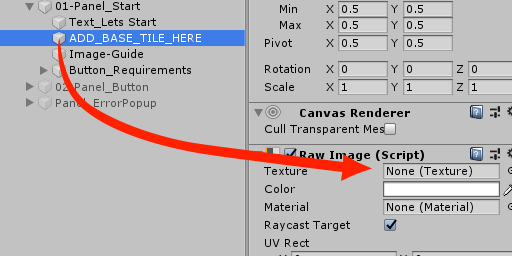 01-Panel_Start
Text_Lets Start
ADD_BASE_TILE_HERE
Image-Guide
Button_Requirements
Panel_Button
Panel_ErrorPopup
Min X 0.5 Y 0.5
Max X 0.5 Y 0.5
Pivot X 0.5 Y 0.5
Rotation X 0 Y 0 Z 0
Scale X 1 Y 1 Z 1
Canvas Renderer
Cull Transparent Mes
Raw Image (Script)
Texture None (Texture)
Color
Material None (Material)
Raycast Target
UV Rect